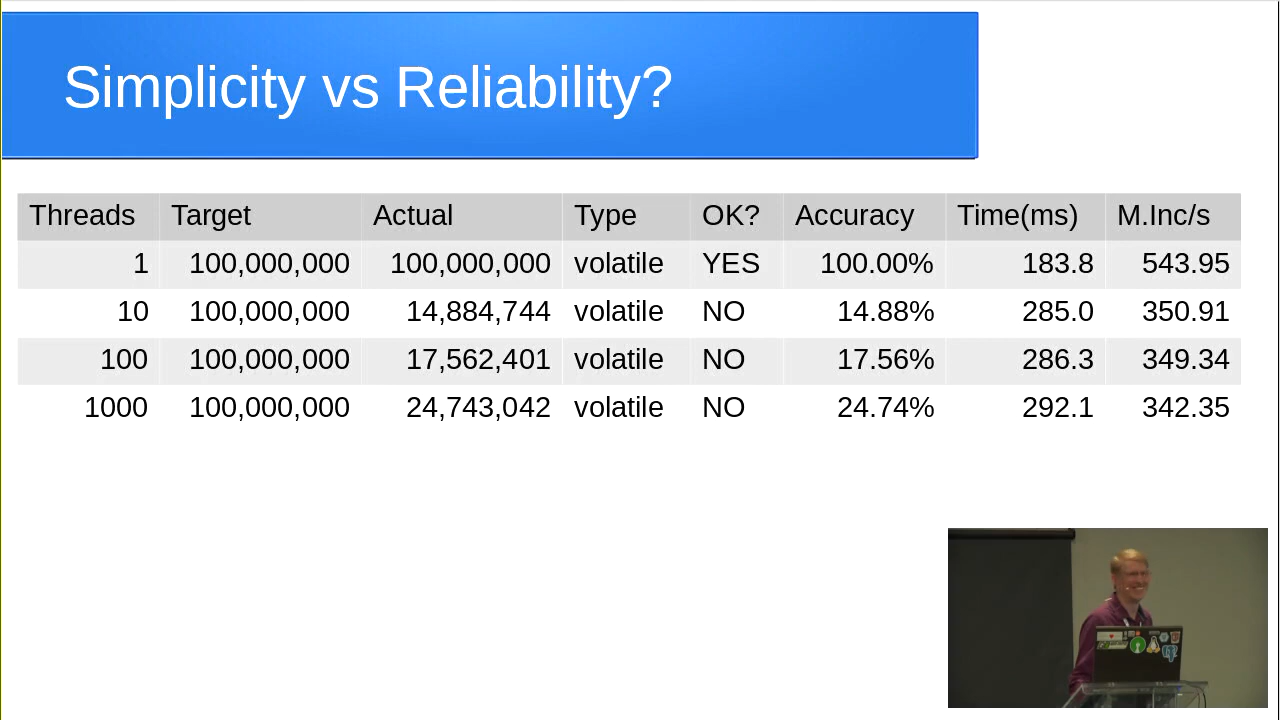 Simplicity vs Reliability?
Threads Target Actual Type OK? Accuracy Time(ms) M.Inc/s
1 100,000,000 100,000,000 volatile YES 100.00% 183.8 543.95
10 100,000,000 14,884,744 volatile NO 14.88% 285.0 350.91
100 100,000,000 17,562,401 volatile NO 17.56% 286.3 349.34
1000 100,000,000 24,743,042 volatile NO 24.74% 292.1 342.35